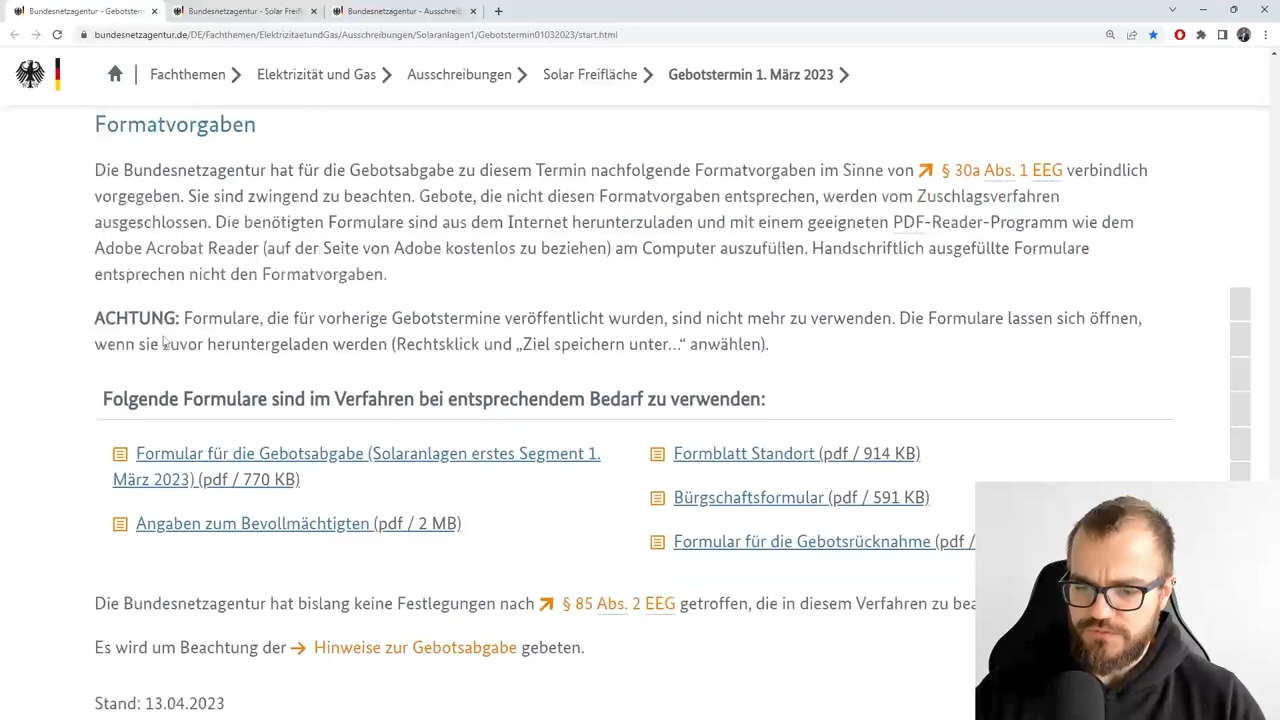 Bundesnetzagentur - Gebotstern
Bundesnetzagentur - Solar Freifl
Bundesnetzagentur - Ausschreib
bundesnetzagentur.de/DE/Fachthemen/ElektrizitaetundGas/Ausschreibungen/Solaranlagen1/Gebotstermin01032023/start.html
Fachthemen
Elektrizität und Gas
Ausschreibungen
Solar Freifläche
Gebotstermin 1. März 2023
Formatvorgaben
Die Bundesnetzagentur hat für die Gebotsabgabe zu diesem Termin nachfolgende Formatvorgaben im Sinne von § 30a Abs. 1 EEG verbindlich
vorgegeben. Sie sind zwingend zu beachten. Gebote, die nicht diesen Formatvorgaben entsprechen, werden vom Zuschlagsverfahren
ausgeschlossen. Die benötigten Formulare sind aus dem Internet herunterzuladen und mit einem geeigneten PDF-Reader-Programm wie dem
Adobe Acrobat Reader (auf der Seite von Adobe kostenlos zu beziehen) am Computer auszufüllen. Handschriftlich ausgefüllte Formulare
entsprechen nicht den Formatvorgaben.
ACHTUNG: Formulare, die für vorherige Gebotstermine veröffentlicht wurden, sind nicht mehr zu verwenden. Die Formulare lassen sich öffnen,
wenn sie zuvor heruntergeladen werden (Rechtsklick und „Ziel speichern unter..." anwählen).
Folgende Formulare sind im Verfahren bei entsprechendem Bedarf zu verwenden:
Formular für die Gebotsabgabe (Solaranlagen erstes Segment 1.
März 2023) (pdf / 770 KB)
Angaben zum Bevollmächtigten (pdf / 2 MB)
Formblatt Standort (pdf / 914 KB)
Bürgschaftsformular (pdf / 591 KB)
Formular für die Gebotsrücknahme (pdf /
Die Bundesnetzagentur hat bislang keine Festlegungen nach § 85 Abs. 2 EEG getroffen, die in diesem Verfahren zu bea
Es wird um Beachtung der Hinweise zur Gebotsabgabe gebeten.
Stand: 13.04.2023